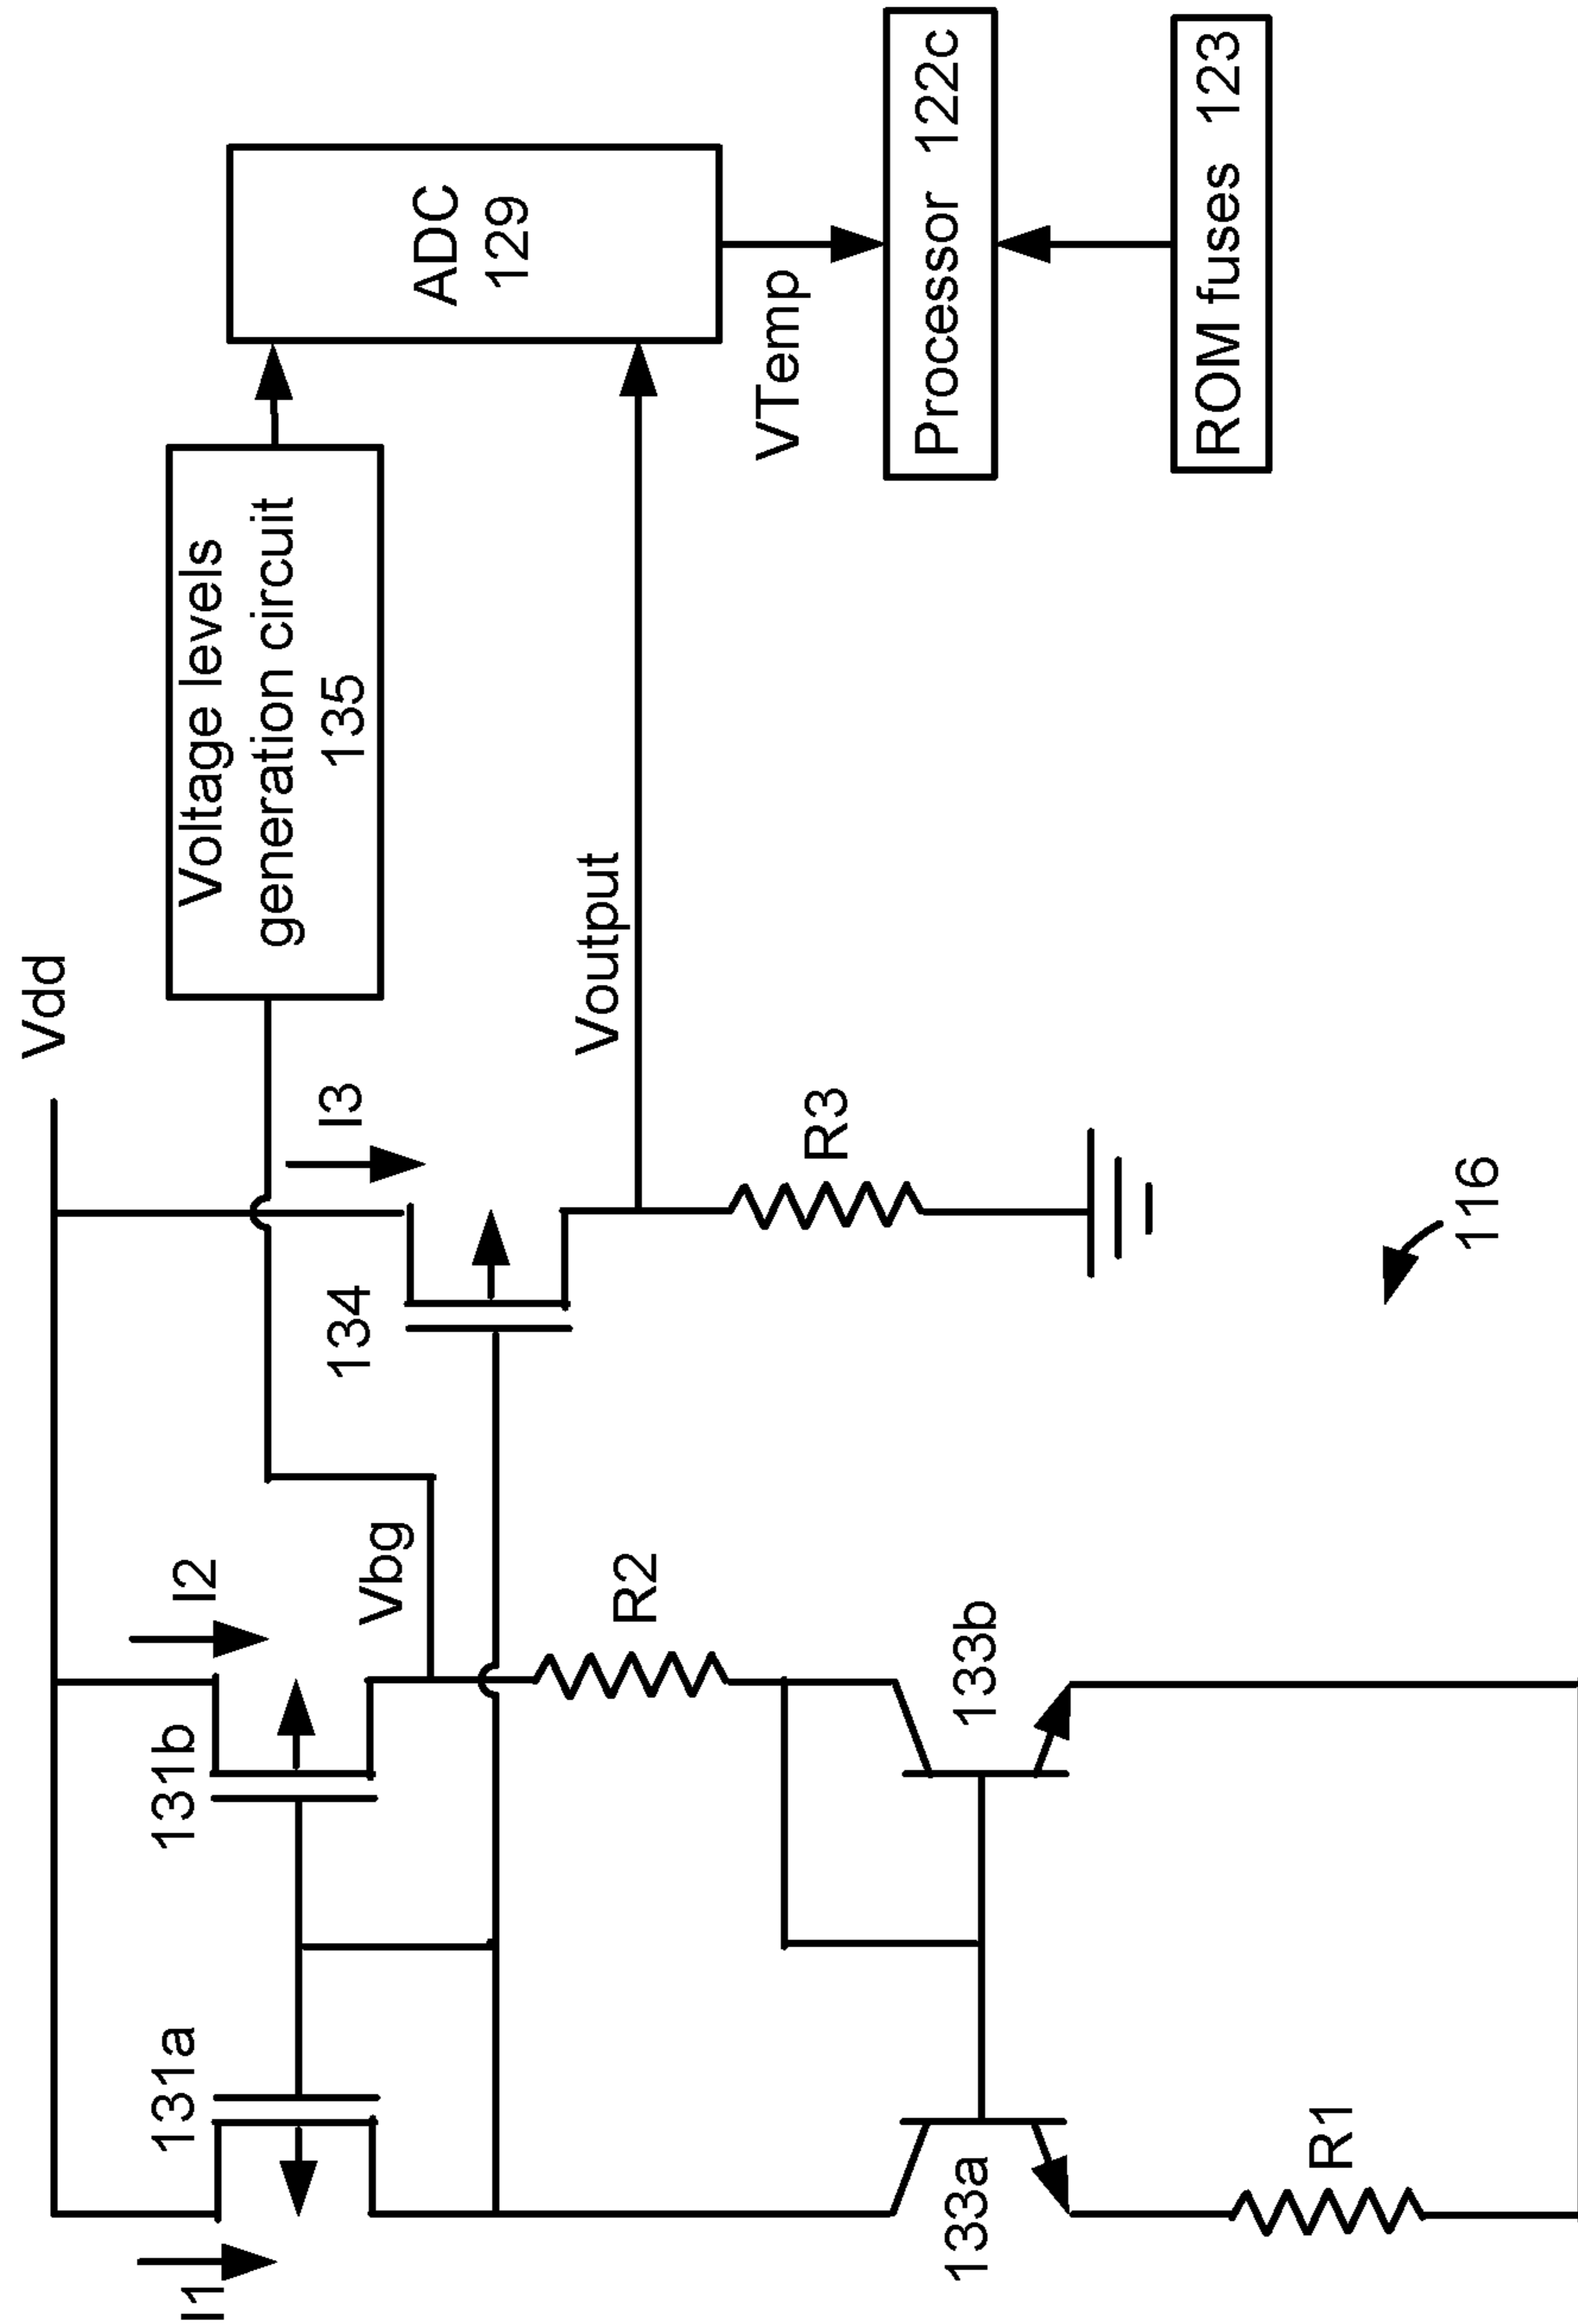 Vdd
I1
131a
131b
I2
Vbg
134
I3
Voltage levels
generation circuit
135
ADC
129
Voutput
VTemp
R2
R3
Processor 122c
133a
133b
ROM fuses 123
R1
116